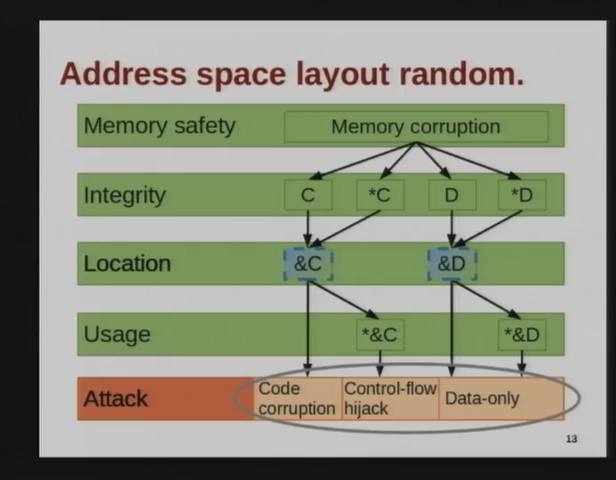 Address space layout random.
Memory safety
Memory corruption
Integrity
C
*C
D
*D
Location
&C
&D
Usage
*&C
*&D
Attack
Code
corruption
Control-flow
hijack
Data-only
13